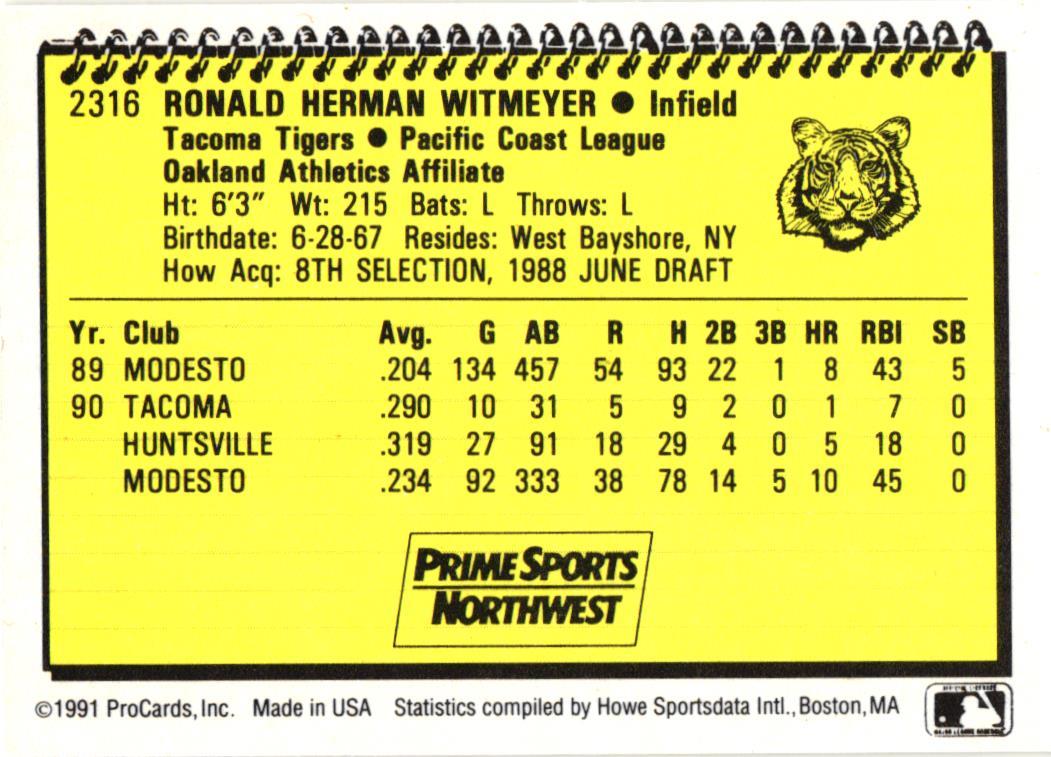 2316 RONALD HERMAN WITMEYER ● Infield
Tacoma Tigers ● Pacific Coast League
Oakland Athletics Affiliate
Ht: 6'3" Wt: 215 Bats: L Throws: L
Birthdate: 6-28-67 Resides: West Bayshore, NY
How Acq: 8TH SELECTION, 1988 JUNE DRAFT
Yr. Club Avg. G AB R H 2B 3B HR RBI SB
89 MODESTO .204 134 457 54 93 22 1 8 43 5
90 TACOMA .290 10 31 5 9 2 0 1 7 0
HUNTSVILLE .319 27 91 18 29 4 0 5 18 0
MODESTO .234 92 333 38 78 14 5 10 45 0
PRIME SPORTS
NORTHWEST
©1991 ProCards, Inc. Made in USA Statistics compiled by Howe Sportsdata Intl., Boston, MA